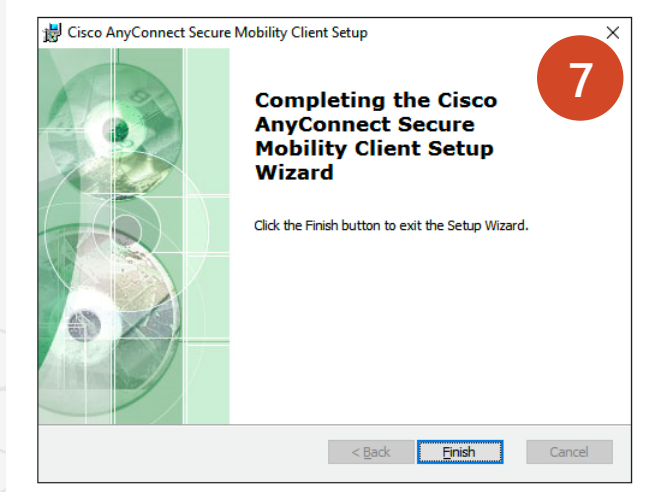 Cisco AnyConnect Secure Mobility Client Setup
7
Completing the Cisco
AnyConnect Secure
Mobility Client Setup
Wizard
Click the Finish button to exit the Setup Wizard.
< Back
Finish
Cancel